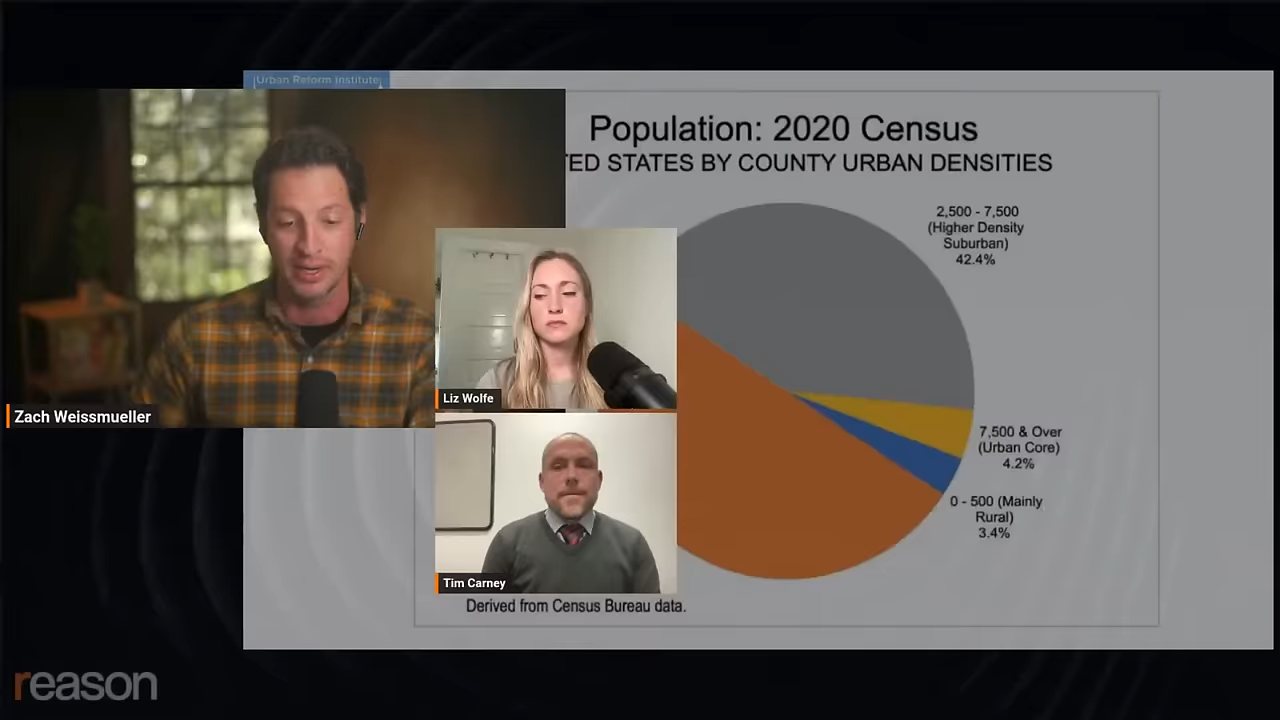 Urban Reform Institute
Population: 2020 Census
STATES BY COUNTY URBAN DENSITIES
2,500 - 7,500
(Higher Density
Suburban)
42.4%
7,500 & Over
(Urban Core)
4.2%
0 - 500 (Mainly
Rural)
3.4%
Zach Weissmueller
Liz Wolfe
Tim Carney
Derived from Census Bureau data.
reason